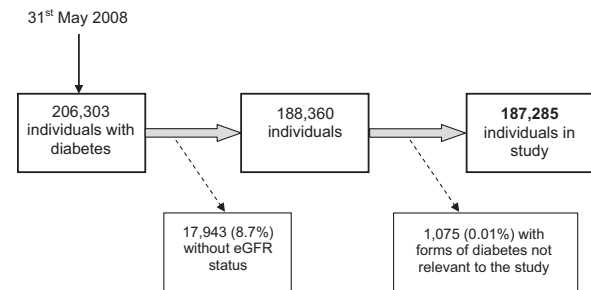 31st May 2008
206,303
individuals with
diabetes
188,360
individuals
187,285
individuals in
study
17,943 (8.7%)
without eGFR
status
1,075 (0.01%) with
forms of diabetes not
relevant to the study